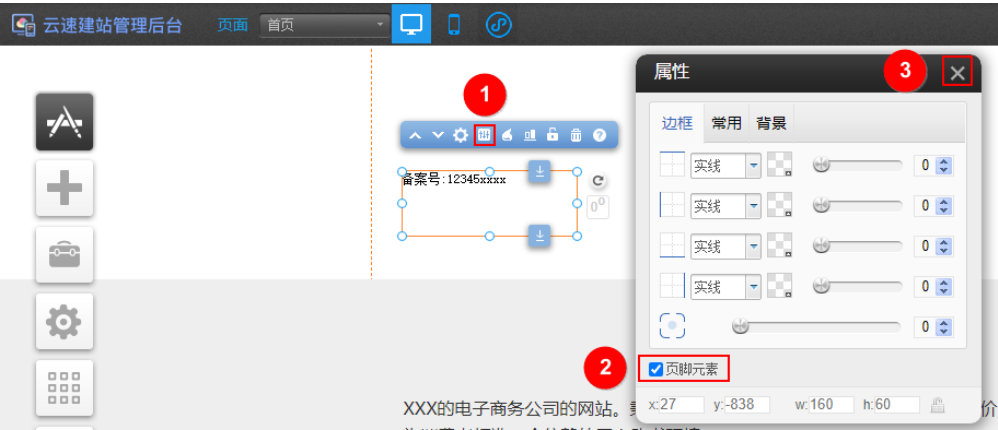 云速建站管理后台 页面 首页
1
备案号:12345xxxx
0°
属性
3
边框 常用 背景
实线 0
实线 0
实线 0
实线 0
0
2
页脚元素
x:27 y:-838 w:160 h:60
XXX的电子商务公司的网站。
价